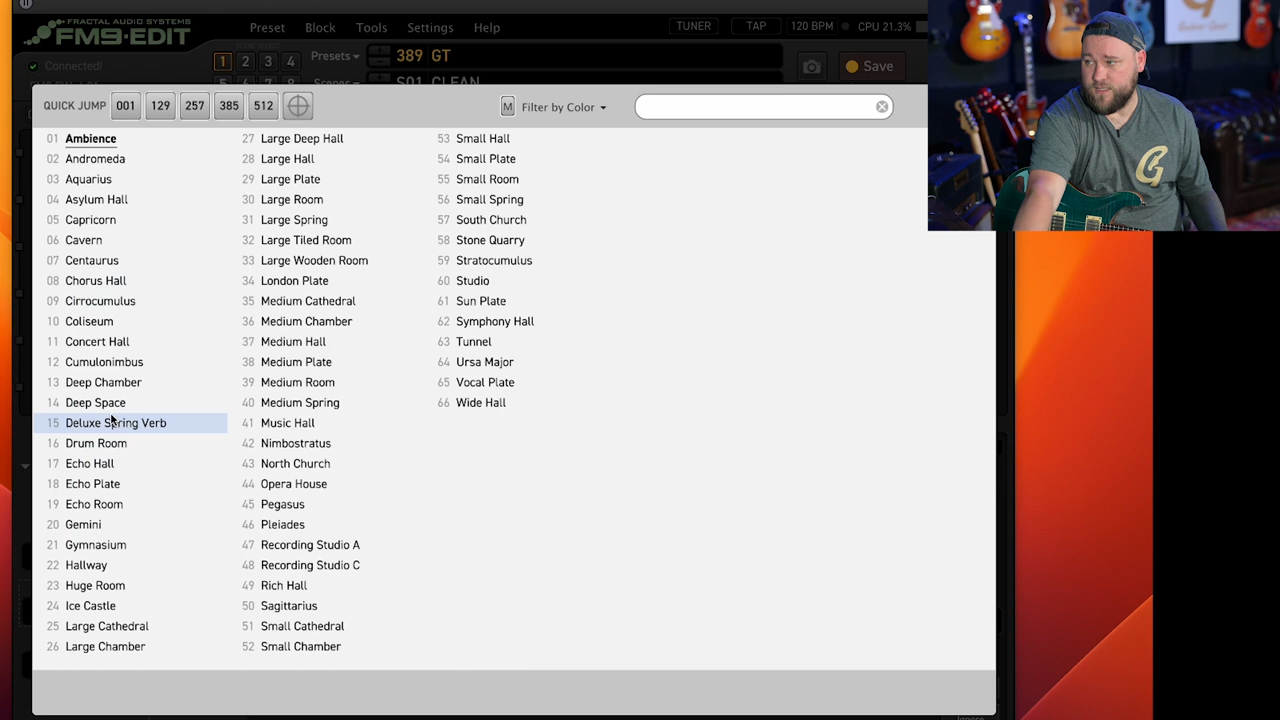 FRACTAL AUDIO SYSTEMS
FM9-EDIT
Preset Block Tools Settings Help
TUNER TAP 120 BPM CPU 21.3%
Connected!
1 2 3 4
Presets 389 GT
Save
Scenes S01 CLEAN
QUICK JUMP 001 129 257 385 512
M Filter by Color
01 Ambience
02 Andromeda
03 Aquarius
04 Asylum Hall
05 Capricorn
06 Cavern
07 Centaurus
08 Chorus Hall
09 Cirrocumulus
10 Coliseum
11 Concert Hall
12 Cumulonimbus
13 Deep Chamber
14 Deep Space
15 Deluxe Spring Verb
16 Drum Room
17 Echo Hall
18 Echo Plate
19 Echo Room
20 Gemini
21 Gymnasium
22 Hallway
23 Huge Room
24 Ice Castle
25 Large Cathedral
26 Large Chamber
27 Large Deep Hall
28 Large Hall
29 Large Plate
30 Large Room
31 Large Spring
32 Large Tiled Room
33 Large Wooden Room
34 London Plate
35 Medium Cathedral
36 Medium Chamber
37 Medium Hall
38 Medium Plate
39 Medium Room
40 Medium Spring
41 Music Hall
42 Nimbostratus
43 North Church
44 Opera House
45 Pegasus
46 Pleiades
47 Recording Studio A
48 Recording Studio C
49 Rich Hall
50 Sagittarius
51 Small Cathedral
52 Small Chamber
53 Small Hall
54 Small Plate
55 Small Room
56 Small Spring
57 South Church
58 Stone Quarry
59 Stratocumulus
60 Studio
61 Sun Plate
62 Symphony Hall
63 Tunnel
64 Ursa Major
65 Vocal Plate
66 Wide Hall
G